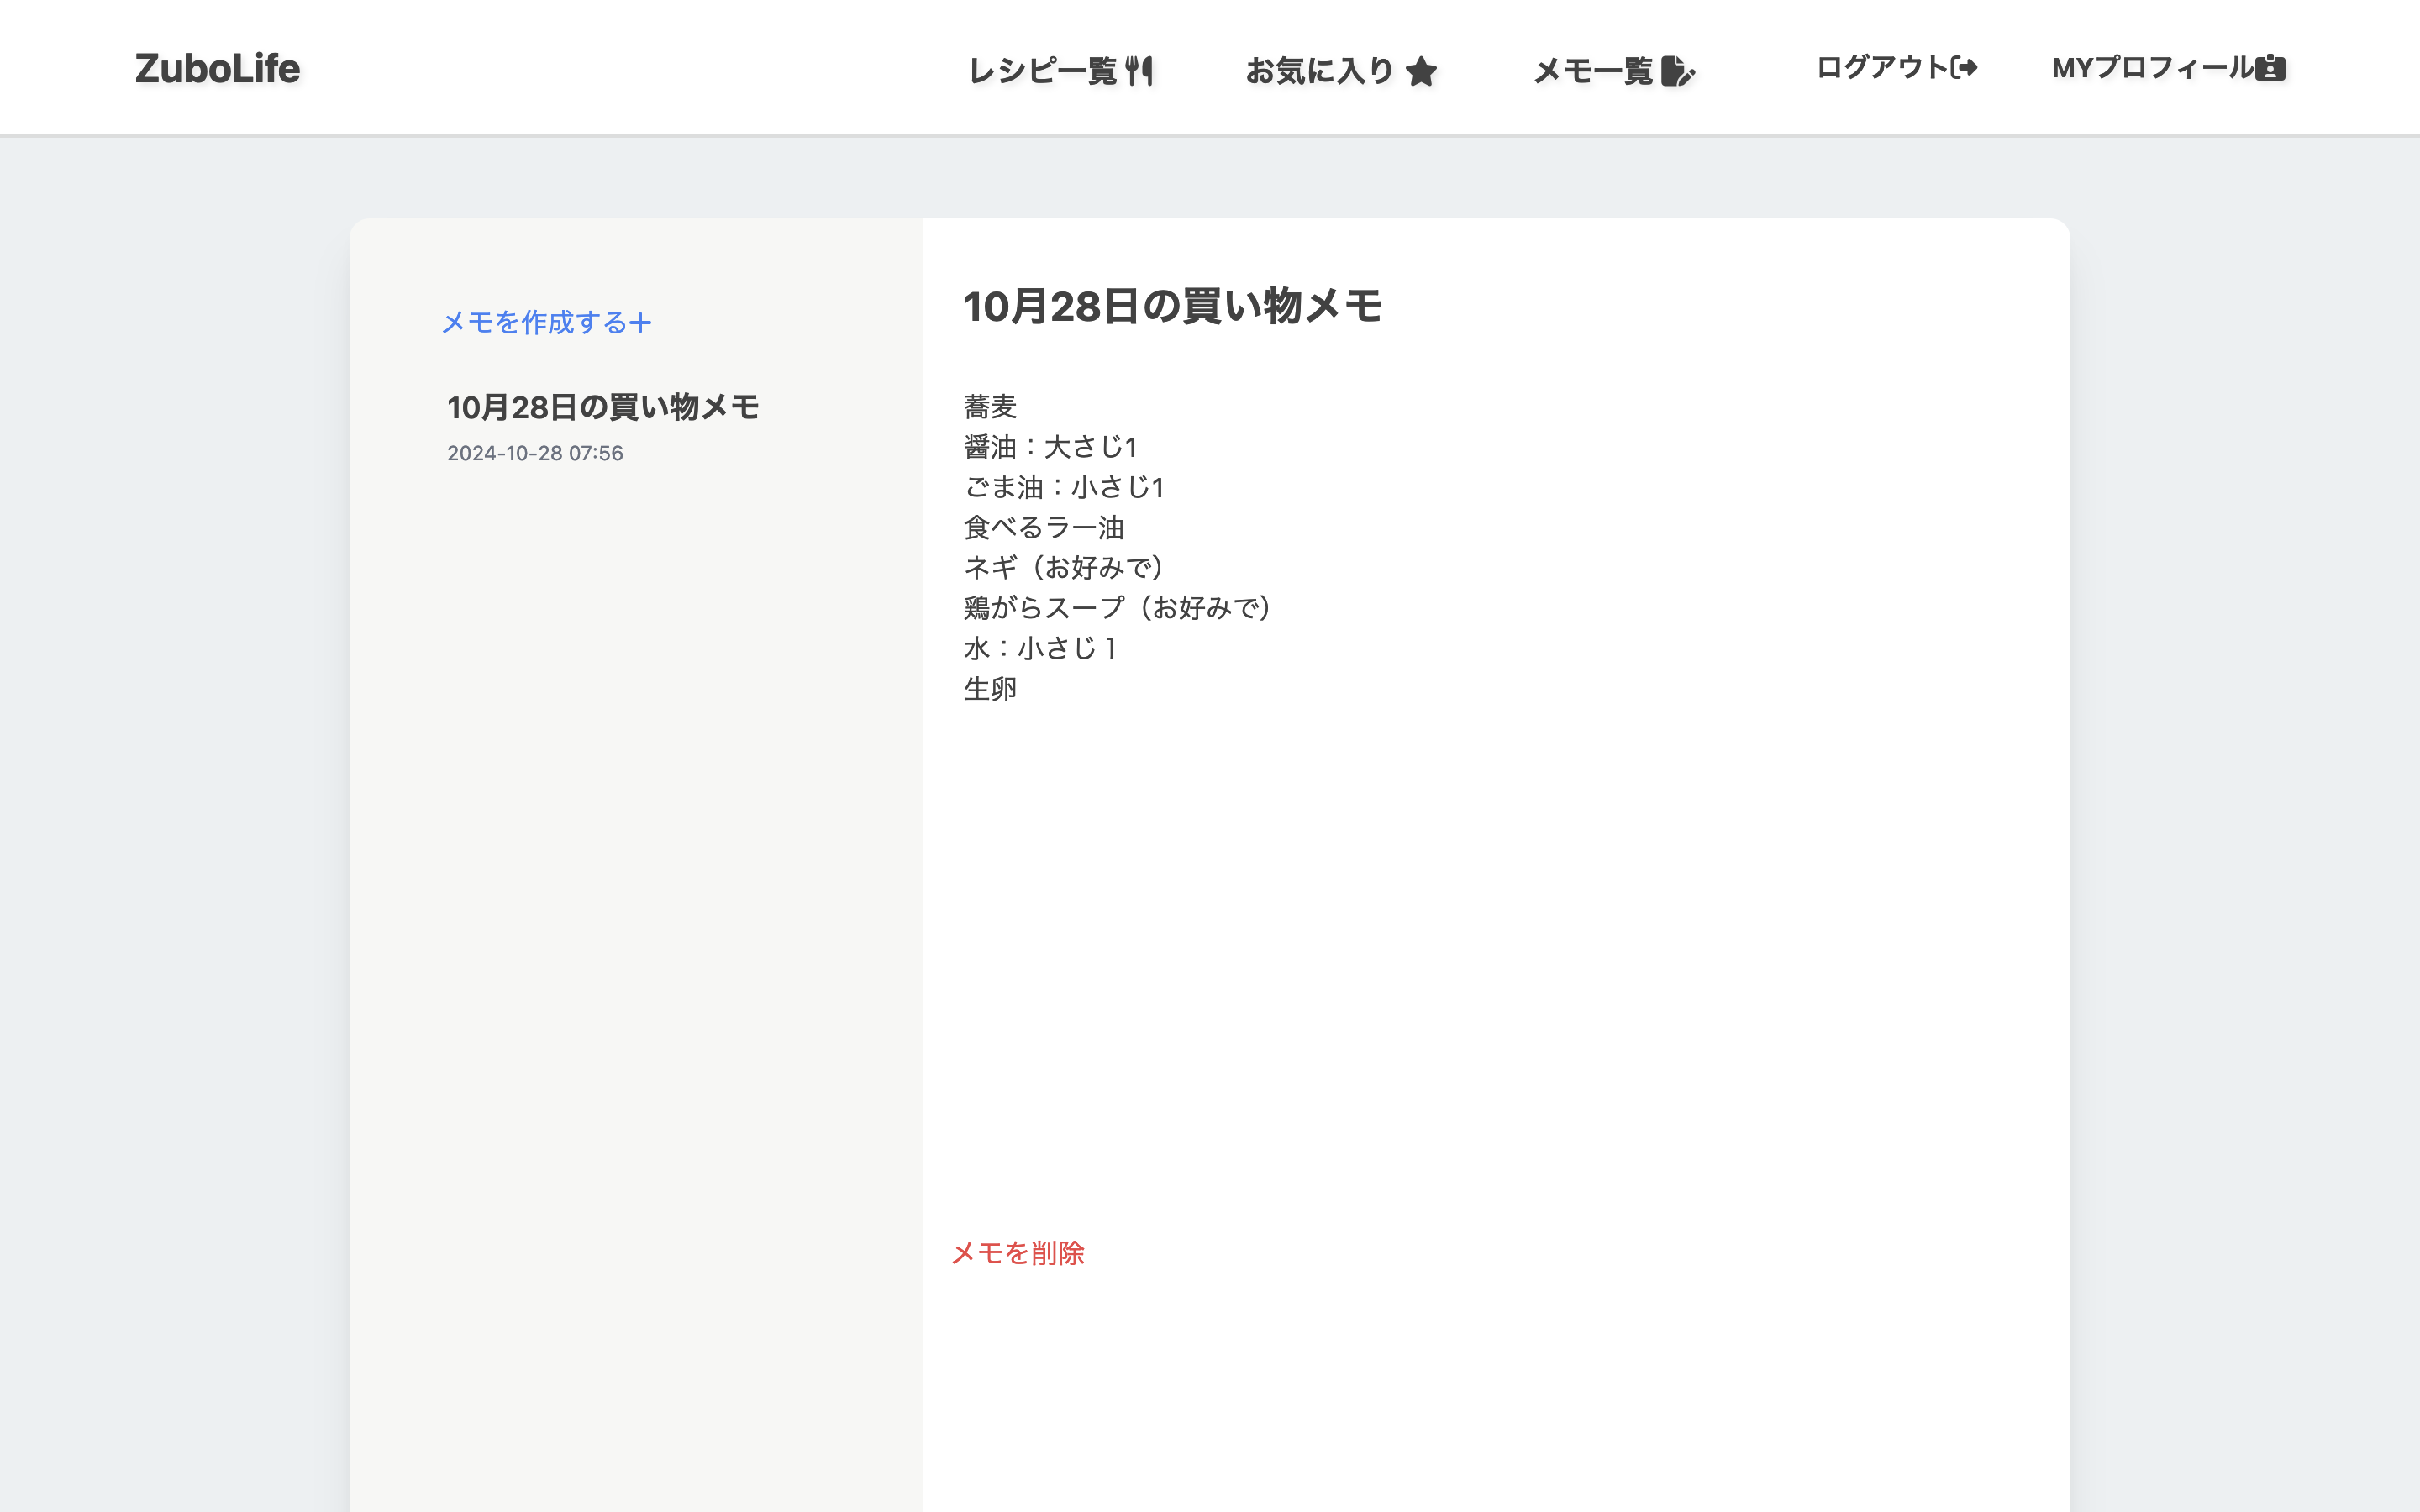 ZuboLife
レシピ一覧
お気に入り
メモ一覧
ログアウト
MYプロフィール
メモを作成する+
10月28日の買い物メモ
2024-10-28 07:56
10月28日の買い物メモ
蕎麦
醤油：大さじ1
ごま油：小さじ1
食べるラー油
ネギ（お好みで）
鶏がらスープ（お好みで）
水：小さじ１
生卵
メモを削除